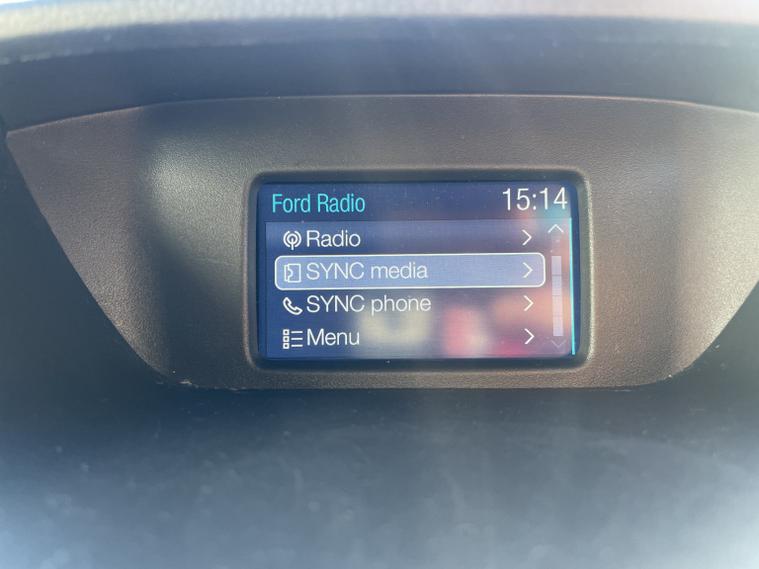 Ford Radio
15:14
Radio
SYNC media
SYNC phone
Menu